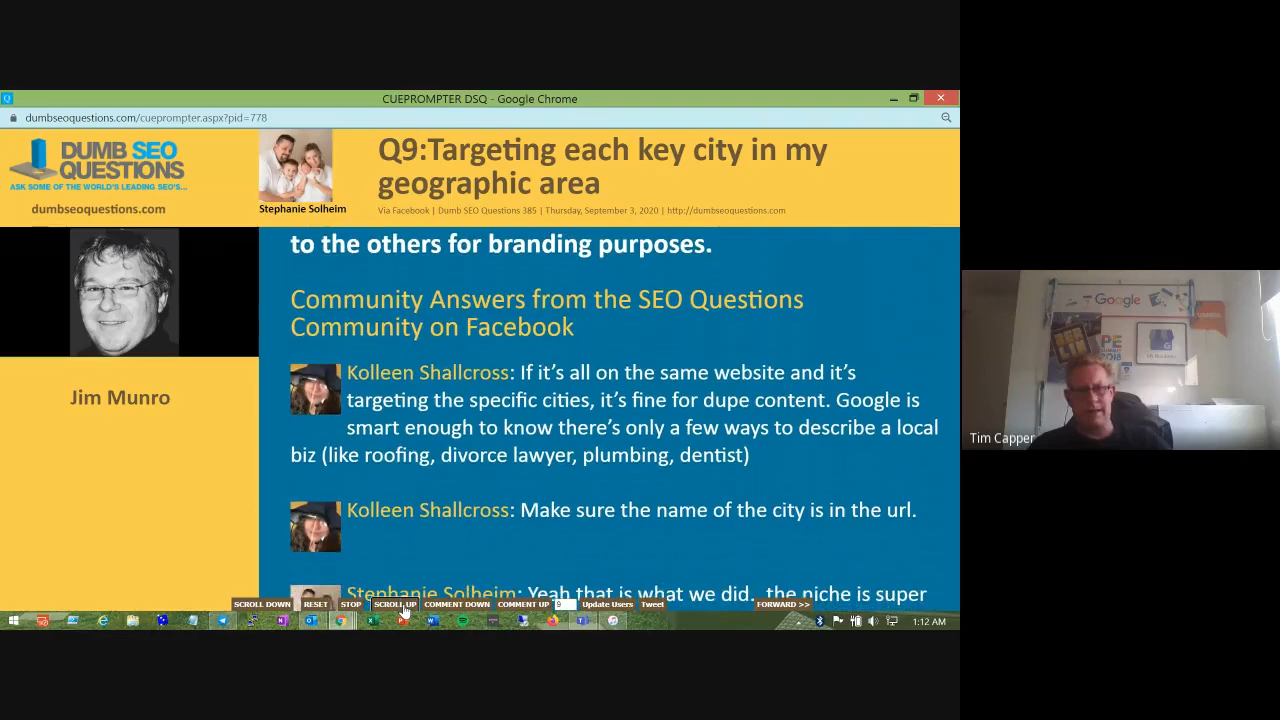 CUEPROMPTER DSQ - Google Chrome
dumbseoquestions.com/cueprompter.aspx?pid=778
DUMB SEO
QUESTIONS
ASK SOME OF THE WORLD'S LEADING SEO'S...
dumbseoquestions.com
Stephanie Solheim
Q9:Targeting each key city in my
geographic area
Via Facebook | Dumb SEO Questions 385 | Thursday, September 3, 2020 | http://dumbseoquestions.com
Jim Munro
to the others for branding purposes.
Community Answers from the SEO Questions
Community on Facebook
Kolleen Shallcross: If it's all on the same website and it's
targeting the specific cities, it's fine for dupe content. Google is
smart enough to know there's only a few ways to describe a local
biz (like roofing, divorce lawyer, plumbing, dentist)
Kolleen Shallcross: Make sure the name of the city is in the url.
Stephanie Solheim: Yeah that is what we did. the niche is super
SCROLL DOWN RESET STOP SCROLL UP COMMENT DOWN COMMENT UP 9 Update Users Tweet FORWARD >>
1:12 AM
Google
Tim Capper